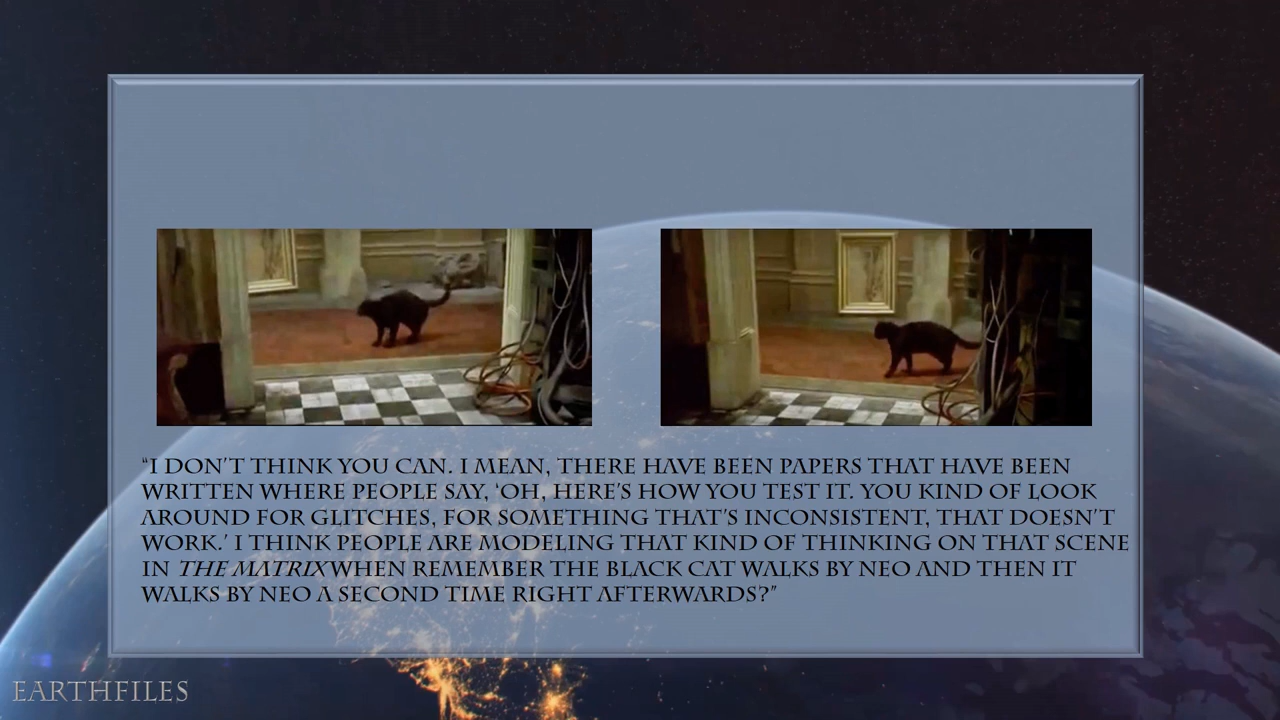 “I DON’T THINK YOU CAN. I MEAN, THERE HAVE BEEN PAPERS THAT HAVE BEEN
WRITTEN WHERE PEOPLE SAY, ‘OH, HERE’S HOW YOU TEST IT. YOU KIND OF LOOK
AROUND FOR GLITCHES, FOR SOMETHING THAT’S INCONSISTENT, THAT DOESN’T
WORK.’ I THINK PEOPLE ARE MODELING THAT KIND OF THINKING ON THAT SCENE
IN THE MATRIX WHEN REMEMBER THE BLACK CAT WALKS BY NEO AND THEN IT
WALKS BY NEO A SECOND TIME RIGHT AFTERWARDS?”
EARTHFILES